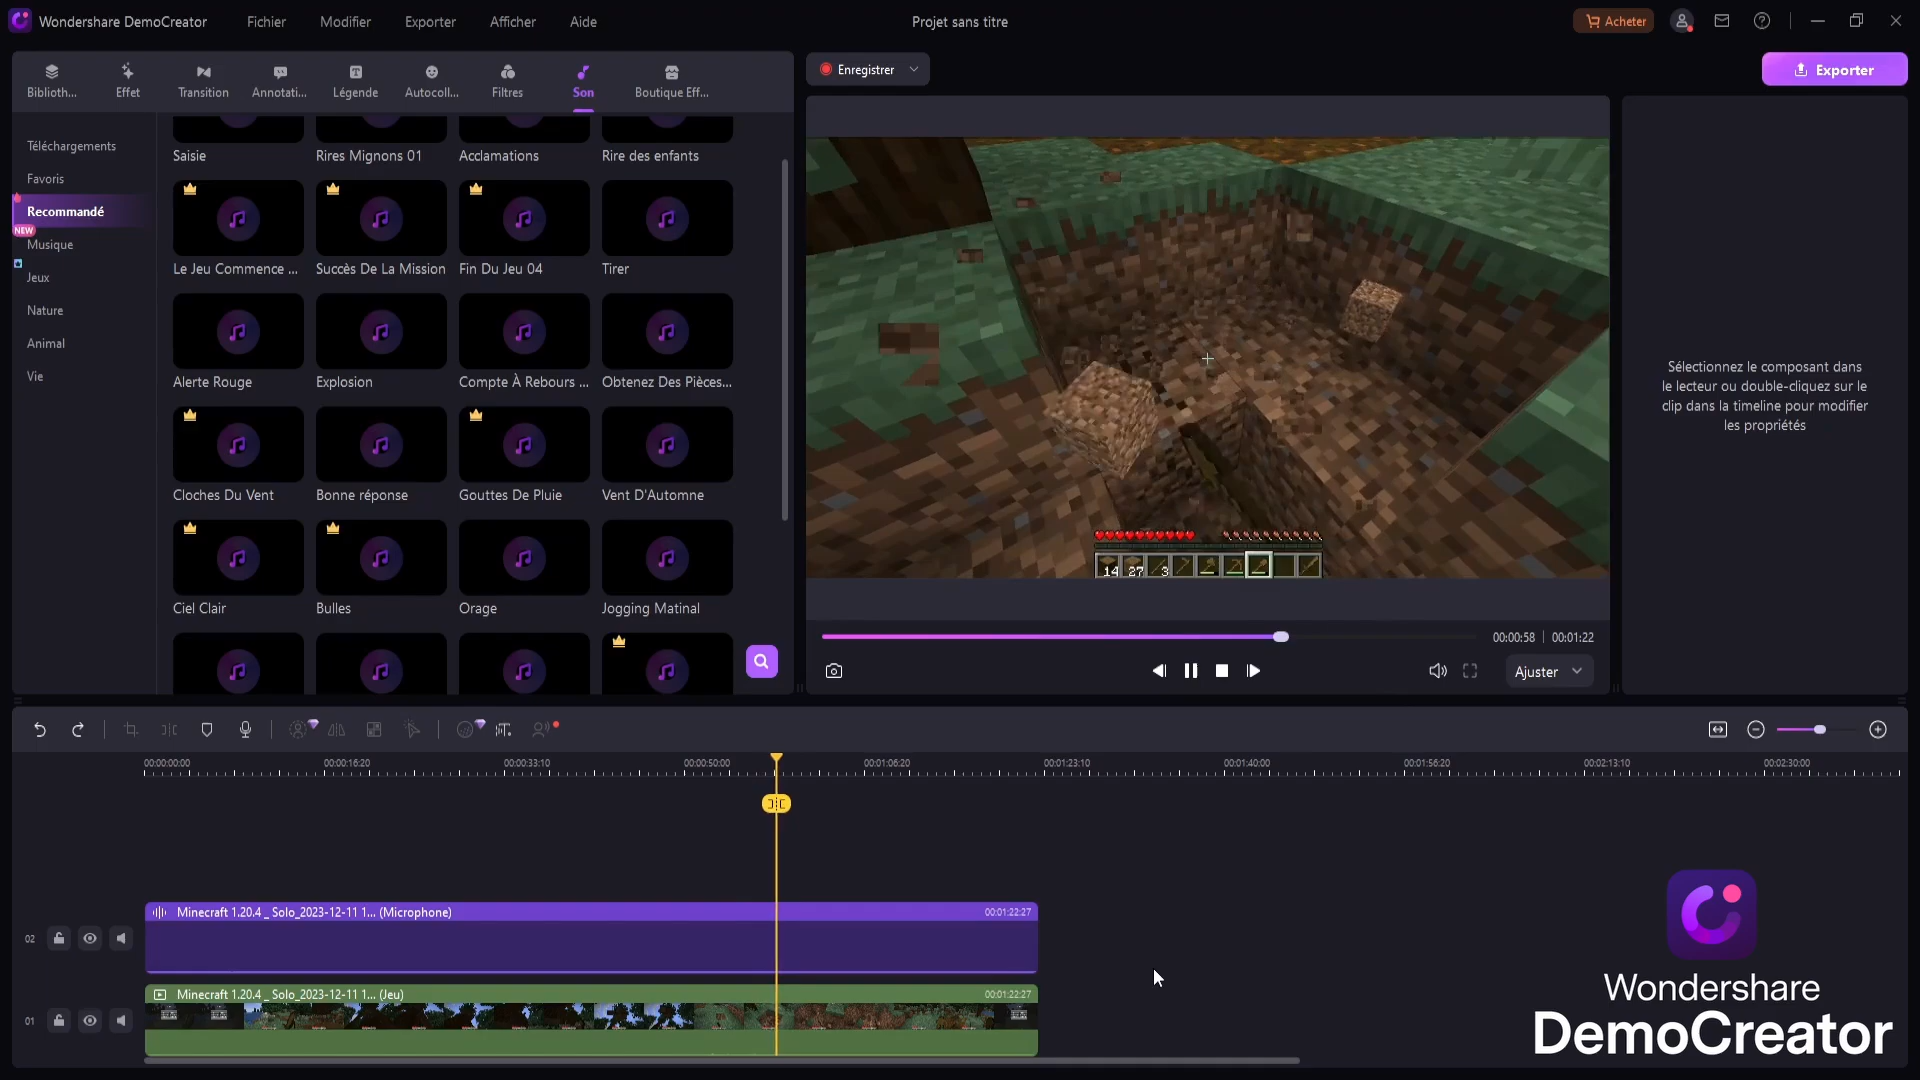 Wondershare DemoCreator
Fichier
Modifier
Exporter
Afficher
Aide
Projet sans titre
Acheter
Biblioth...
Effet
Transition
Annotati...
Légende
Autocoll...
Filtres
Son
Boutique Eff...
Enregistrer
Exporter
Téléchargements
Favoris
Recommandé
NEW
Musique
Jeux
Nature
Animal
Vie
Saisie
Rires Mignons 01
Acclamations
Rire des enfants
Le Jeu Commence ...
Succès De La Mission
Fin Du Jeu 04
Tirer
Alerte Rouge
Explosion
Compte À Rebours ...
Obtenez Des Pièces...
Cloches Du Vent
Bonne réponse
Gouttes De Pluie
Vent D'Automne
Ciel Clair
Bulles
Orage
Jogging Matinal
14 27 3
00:00:58 | 00:01:22
Ajuster
Sélectionnez le composant dans
le lecteur ou double-cliquez sur le
clip dans la timeline pour modifier
les propriétés
00:00:00:00
00:00:16:20
00:00:33:10
00:00:50:00
00:01:06:20
00:01:23:10
00:01:40:00
00:01:56:20
00:02:13:10
00:02:30:00
02
Minecraft 1.20.4 _ Solo_2023-12-11 1... (Microphone)
00:01:22:27
01
Minecraft 1.20.4 _ Solo_2023-12-11 1... (Jeu)
00:01:22:27
Wondershare
DemoCreator